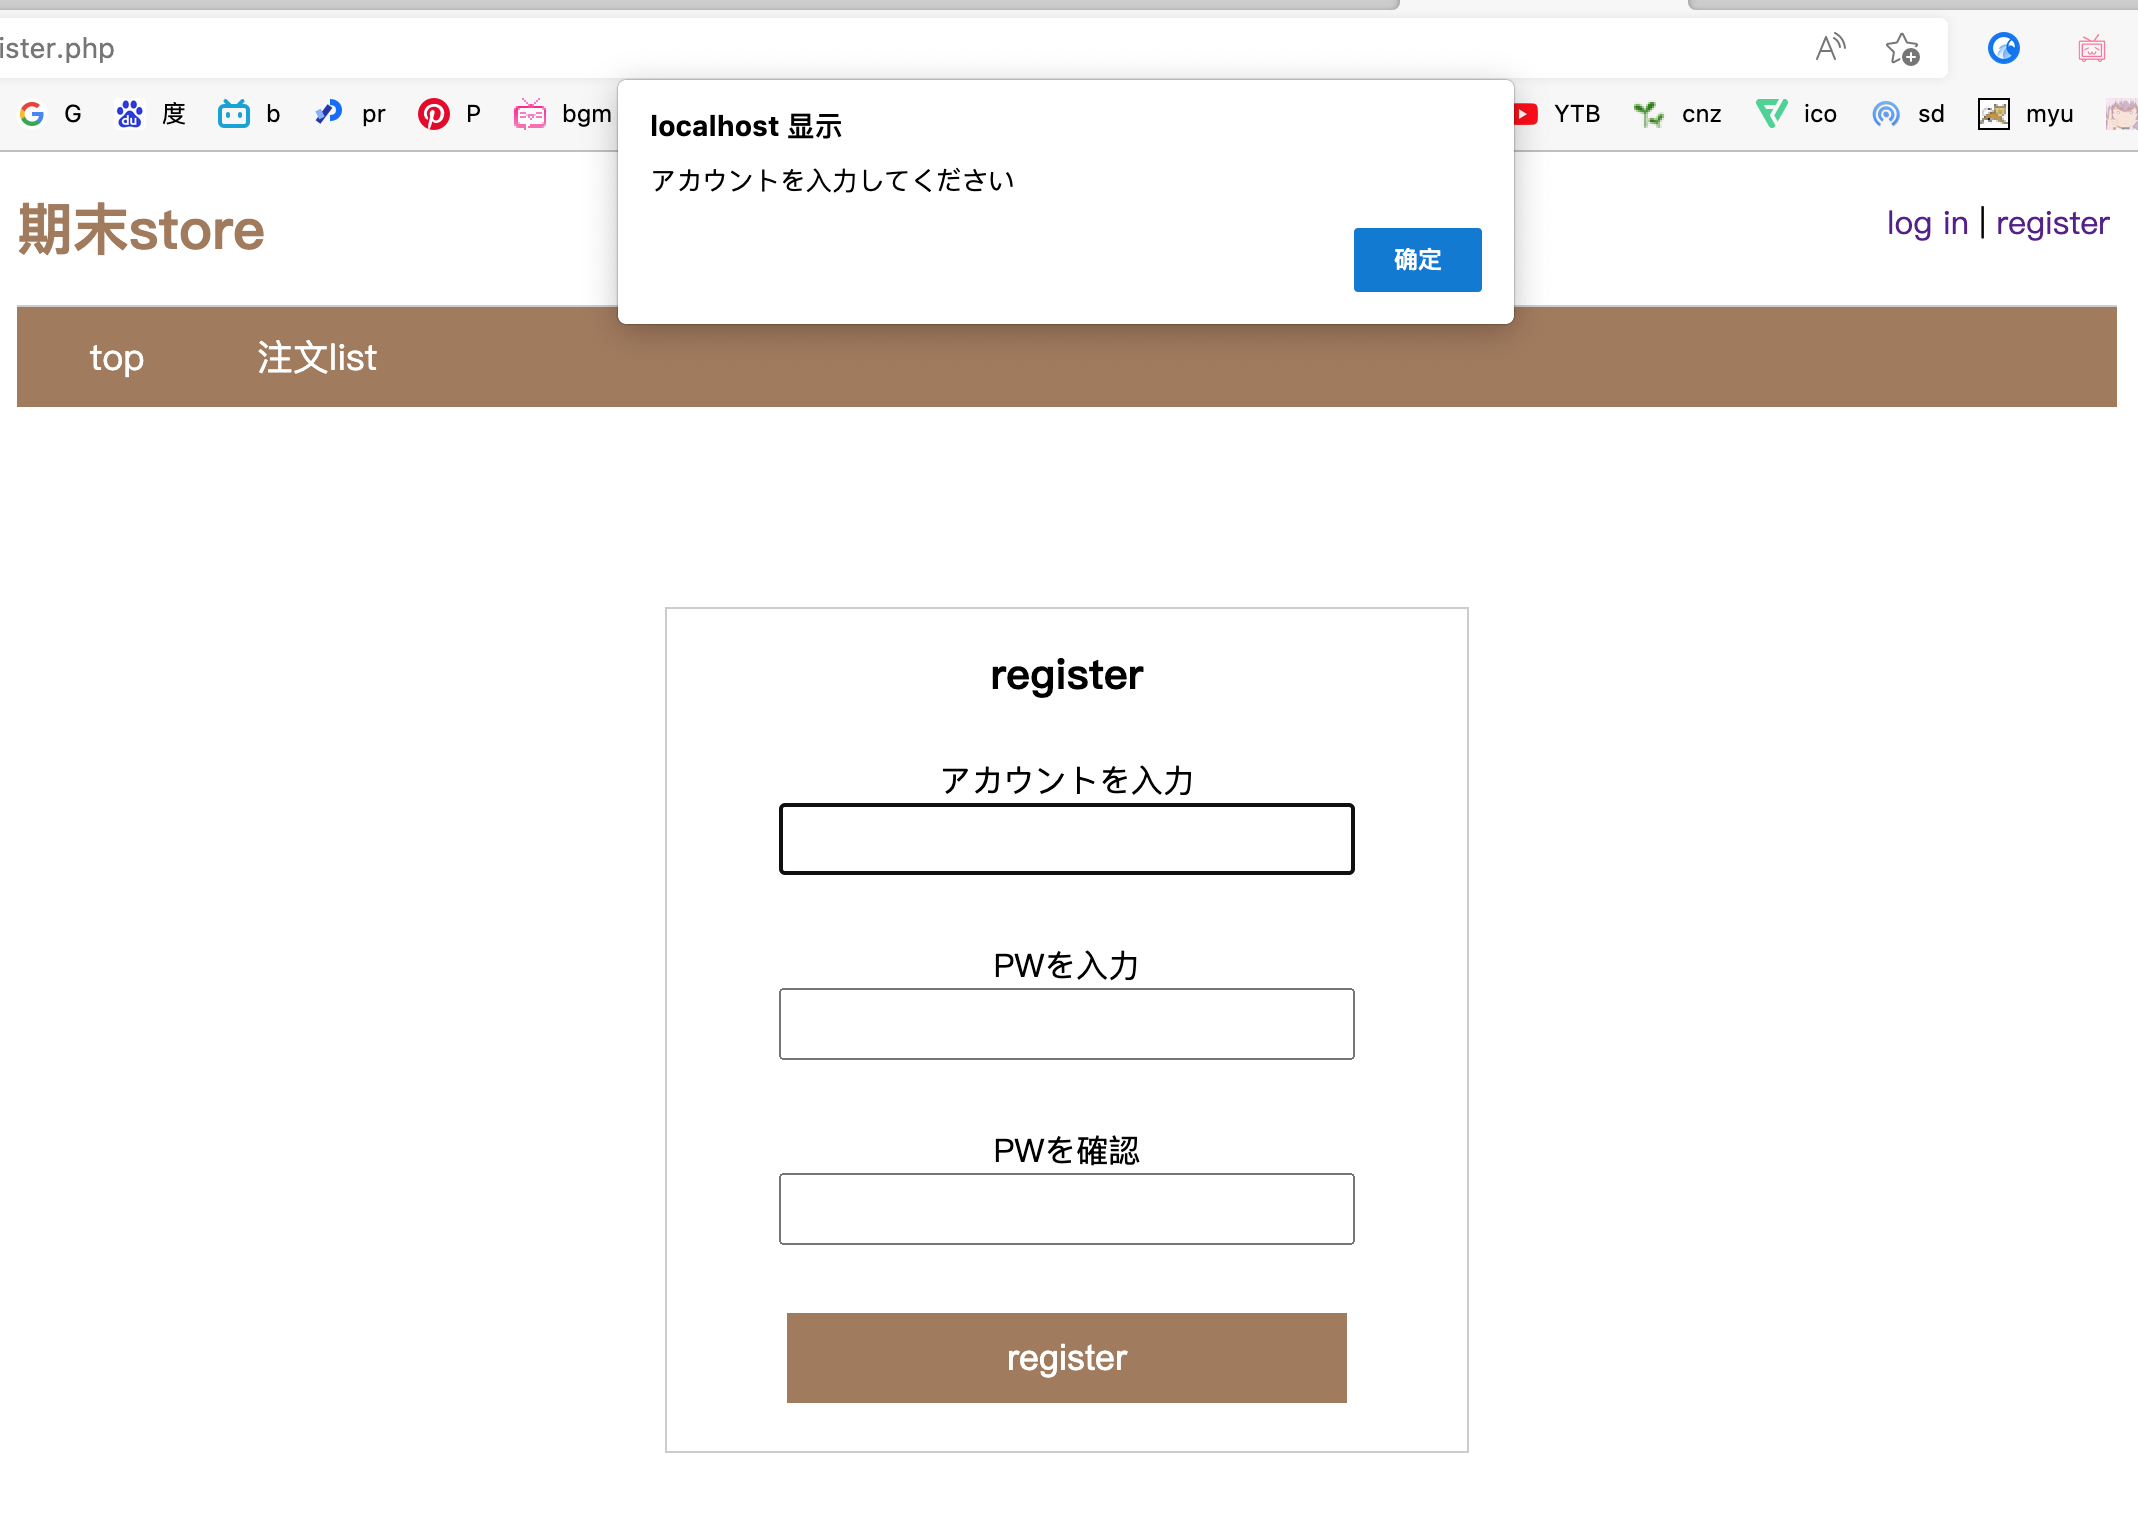 ister.php
G 度 b pr P bgm YTB cnz ico sd myu
localhost 显示
アカウントを入力してください
确定
期末store
log in | register
top 注文list
register
アカウントを入力
PWを入力
PWを確認
register